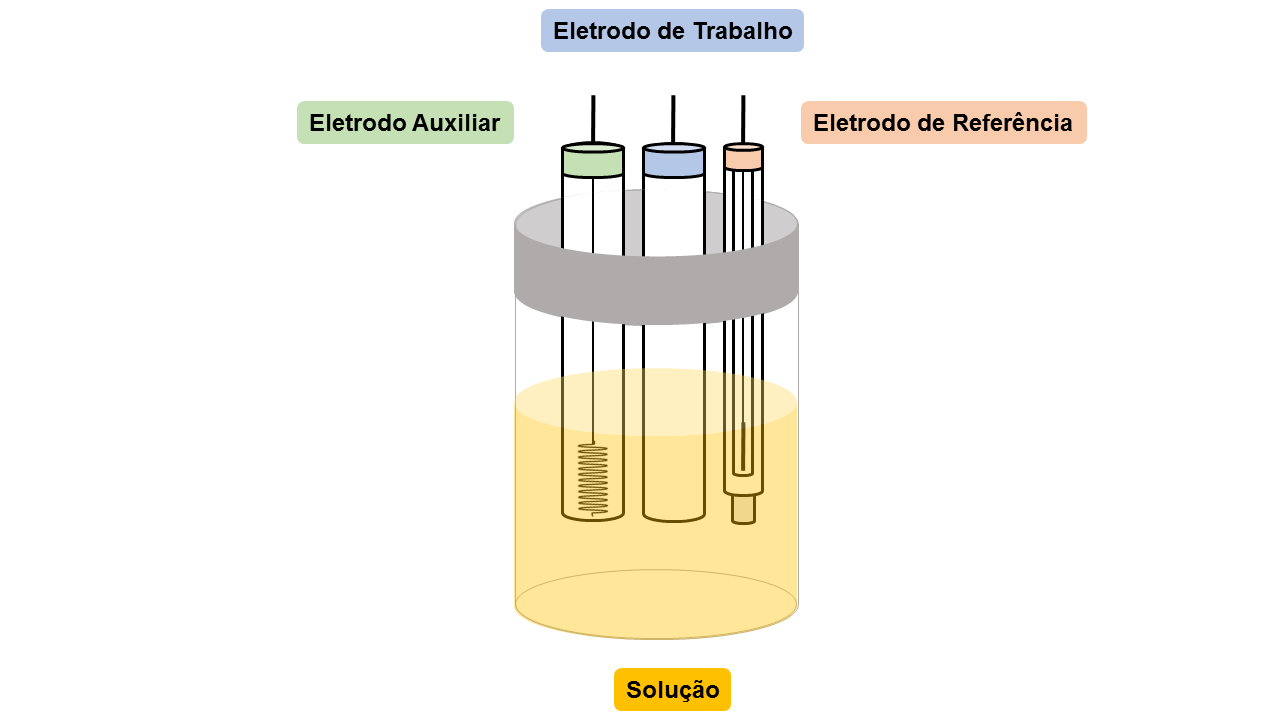 Eletrodo de Trabalho
Eletrodo Auxiliar
Eletrodo de Referência
Solução